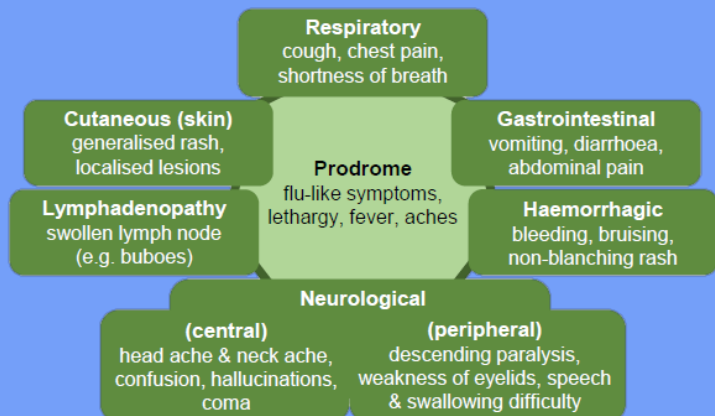 Respiratory
cough, chest pain,
shortness of breath
Cutaneous (skin)
generalised rash,
localised lesions
Gastrointestinal
vomiting, diarrhoea,
abdominal pain
Prodrome
flu-like symptoms,
lethargy, fever, aches
Lymphadenopathy
swollen lymph node
(e.g. buboes)
Haemorrhagic
bleeding, bruising,
non-blanching rash
Neurological
(central)
head ache & neck ache,
confusion, hallucinations,
coma
(peripheral)
descending paralysis,
weakness of eyelids, speech
& swallowing difficulty